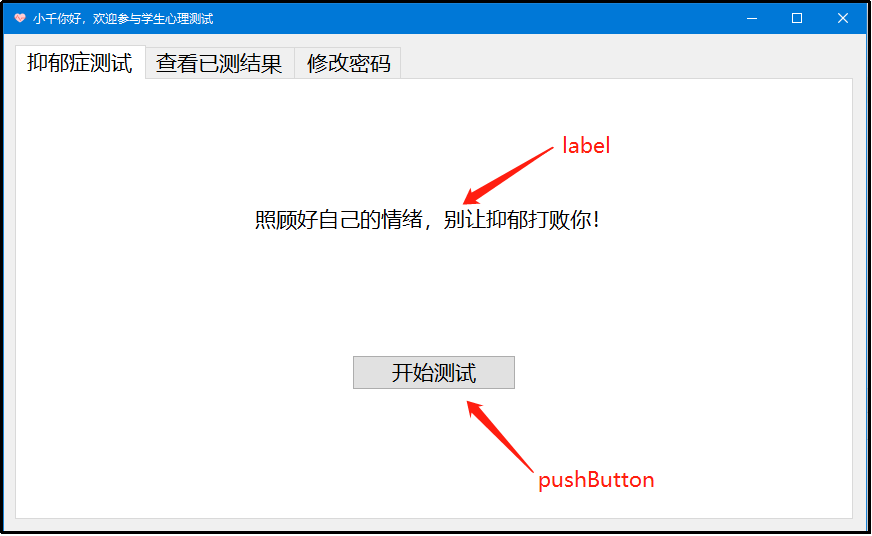 小千你好，欢迎参与学生心理测试
抑郁症测试 查看已测结果 修改密码
label
照顾好自己的情绪，别让抑郁打败你！
开始测试
pushButton